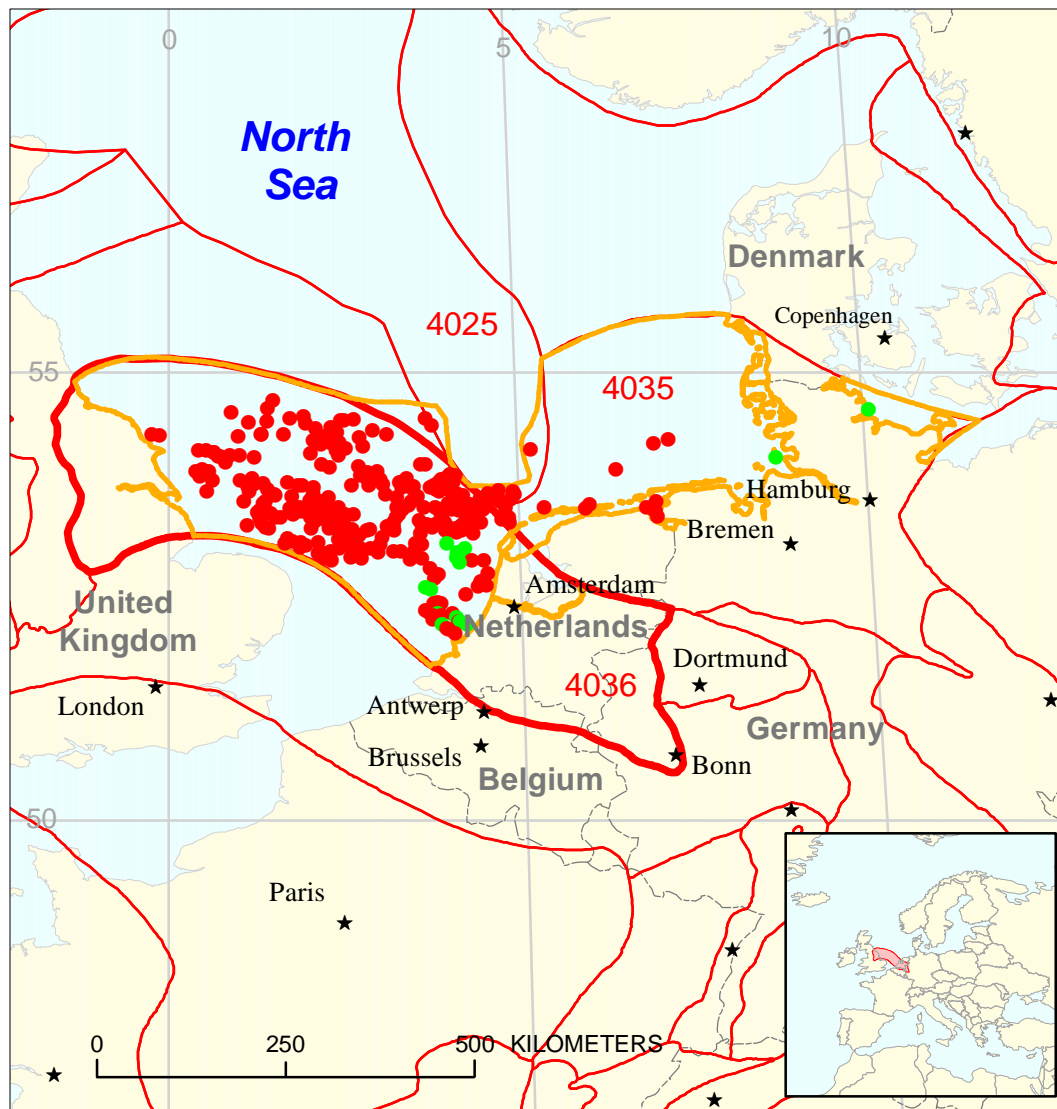 0
5
10
North
Sea
Denmark
4025
Copenhagen
55
4035
Hamburg
Bremen
United
Kingdom
Amsterdam
Netherlands
Dortmund
4036
London
Antwerp
Germany
Brussels
Bonn
Belgium
50
Paris
0 250 500 KILOMETERS